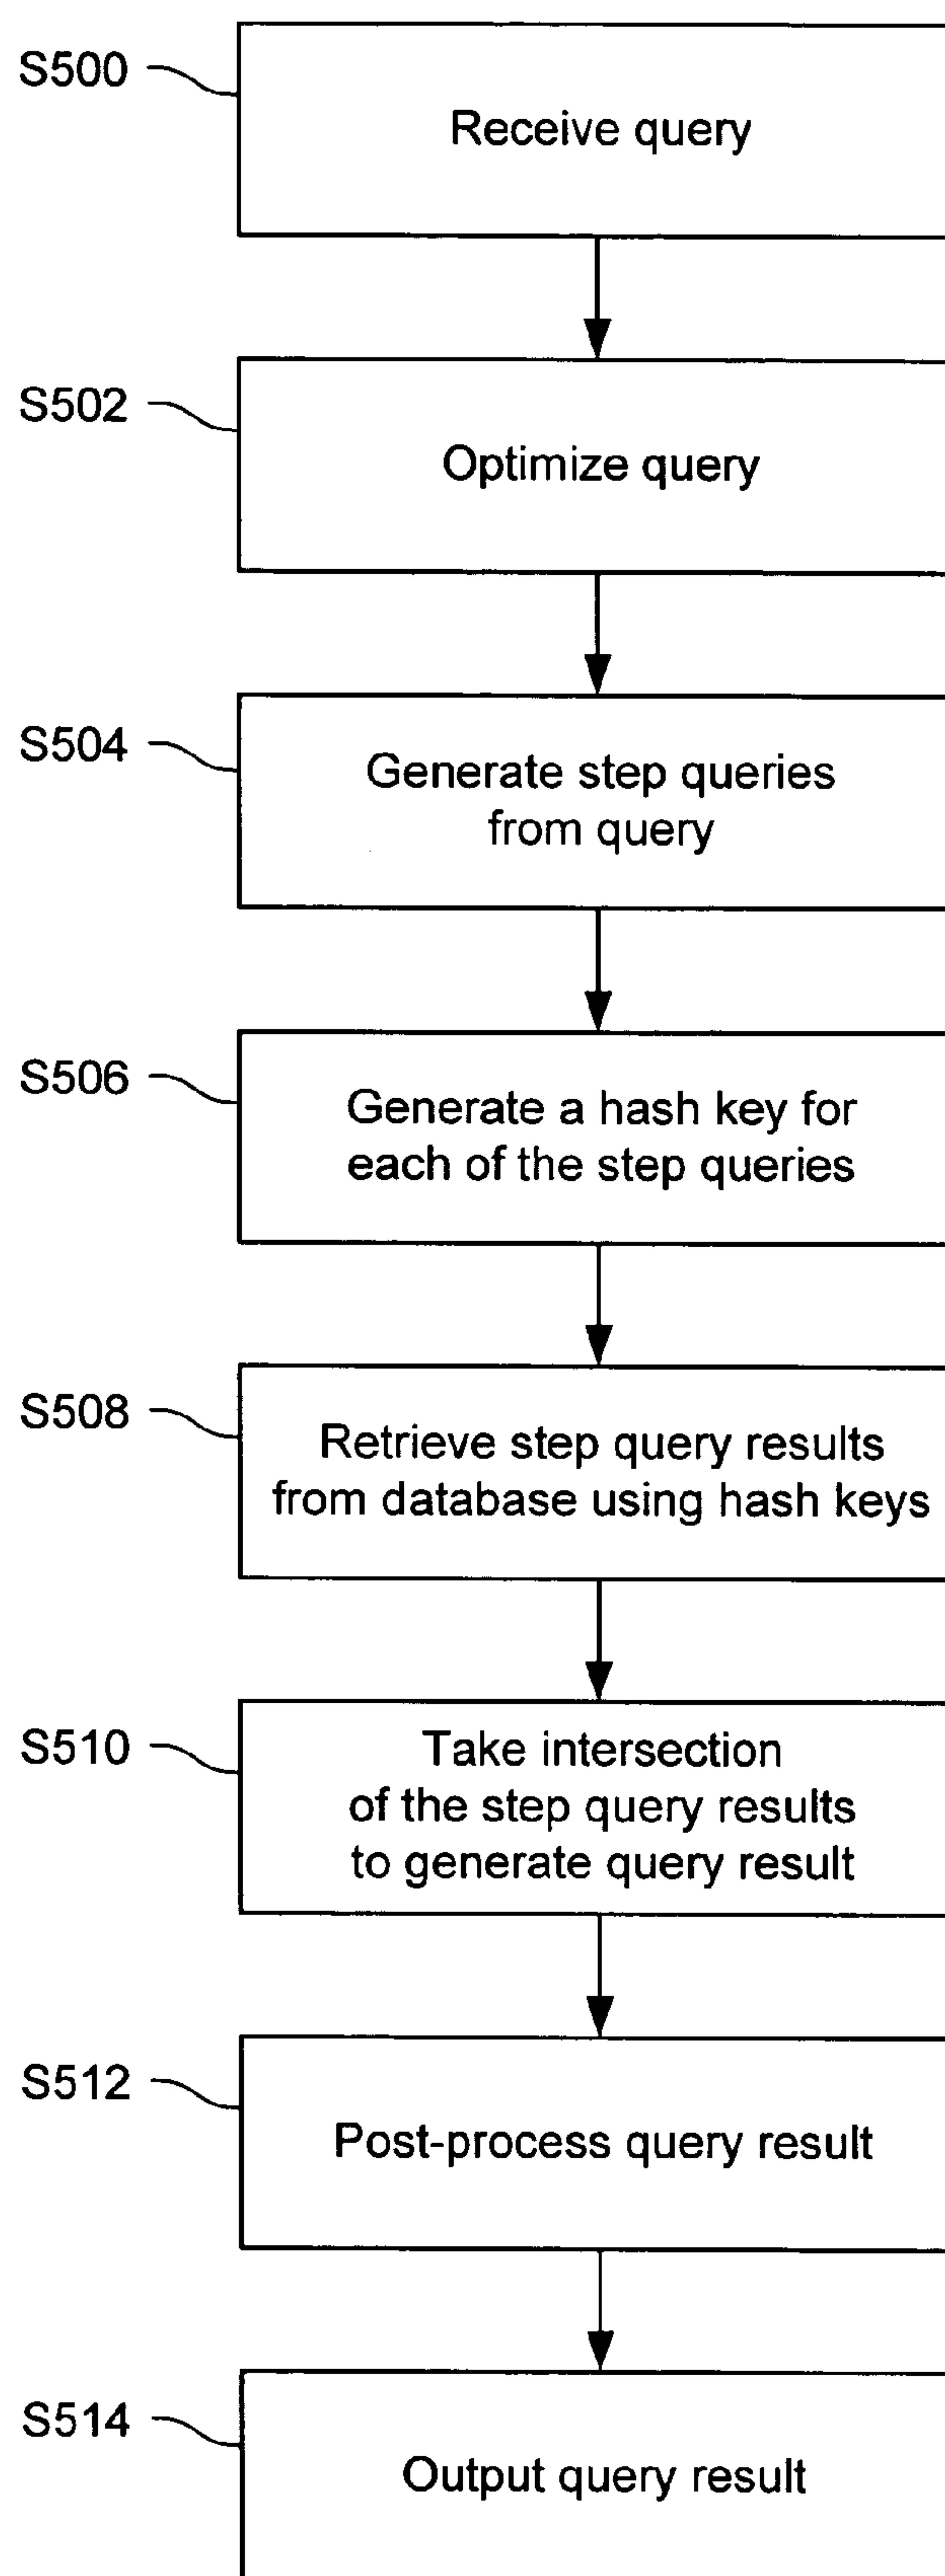 S500
Receive query
S502
Optimize query
S504
Generate step queries
from query
S506
Generate a hash key for
each of the step queries
S508
Retrieve step query results
from database using hash keys
S510
Take intersection
of the step query results
to generate query result
S512
Post-process query result
S514
Output query result